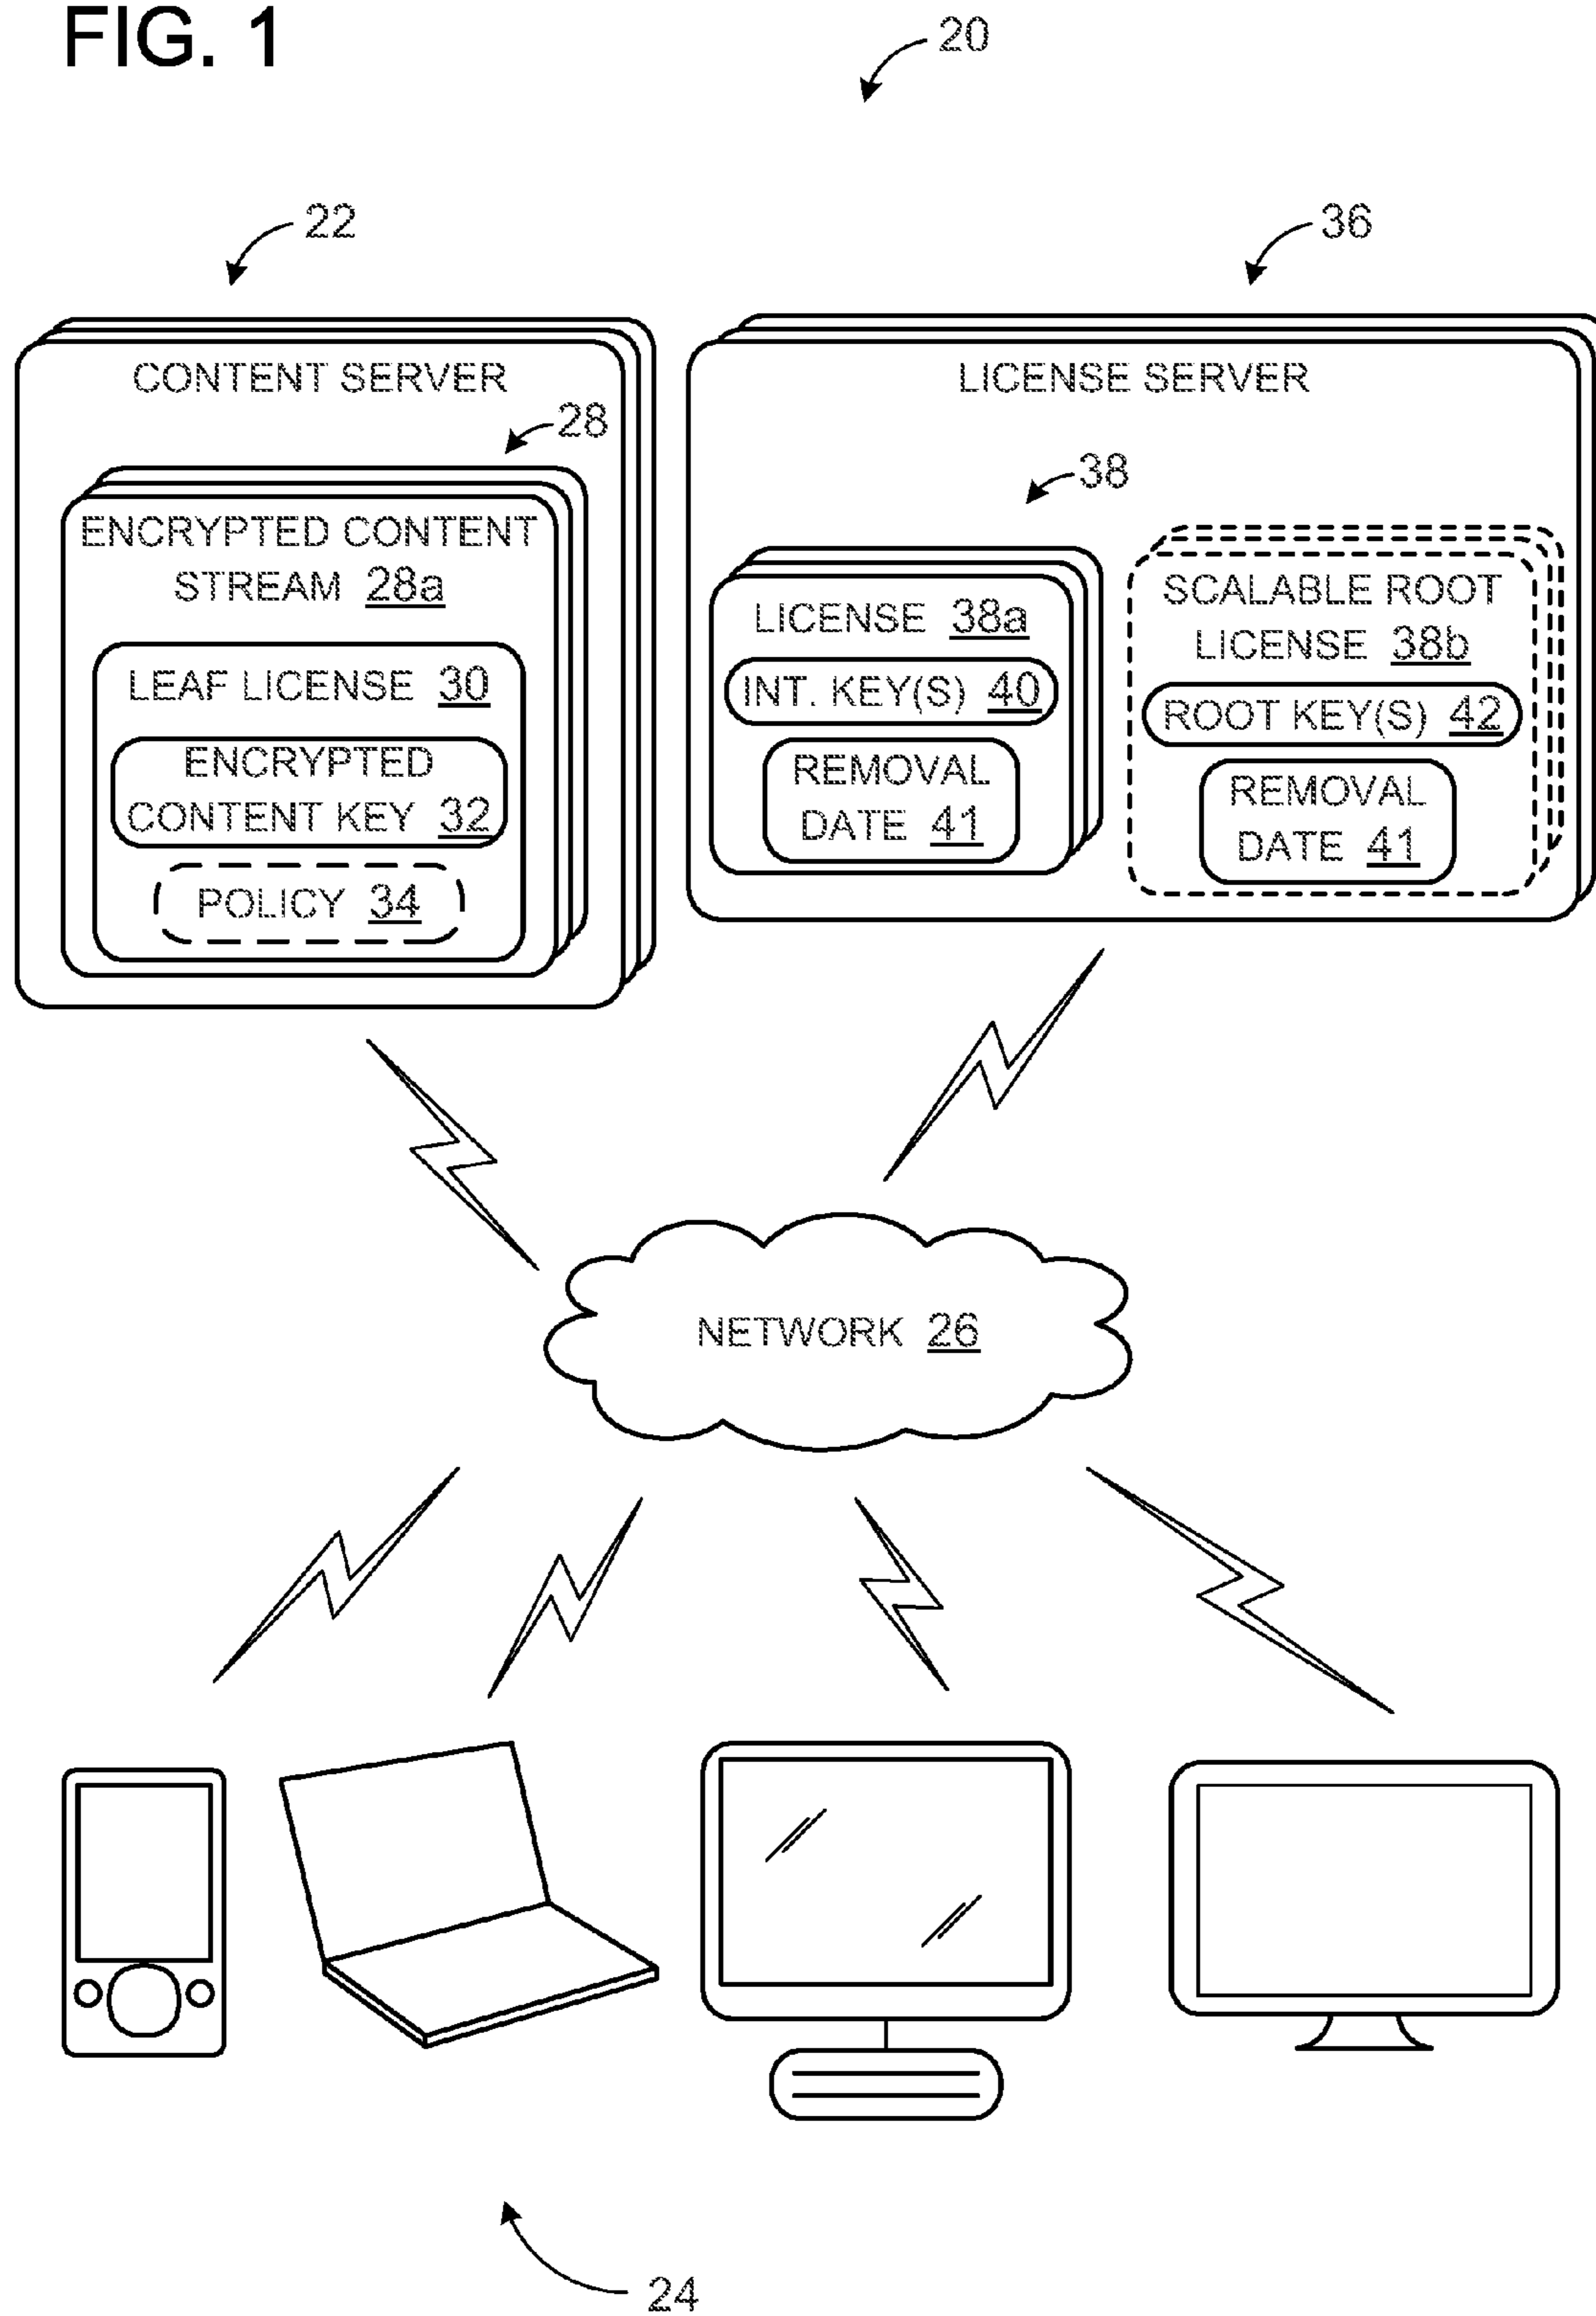 FIG. 1
20
22
36
CONTENT SERVER
28
ENCRYPTED CONTENT
STREAM 28a
LEAF LICENSE 30
ENCRYPTED
CONTENT KEY 32
POLICY 34
LICENSE SERVER
38
LICENSE 38a
INT. KEY(S) 40
REMOVAL
DATE 41
SCALABLE ROOT
LICENSE 38b
ROOT KEY(S) 42
REMOVAL
DATE 41
NETWORK 26
24